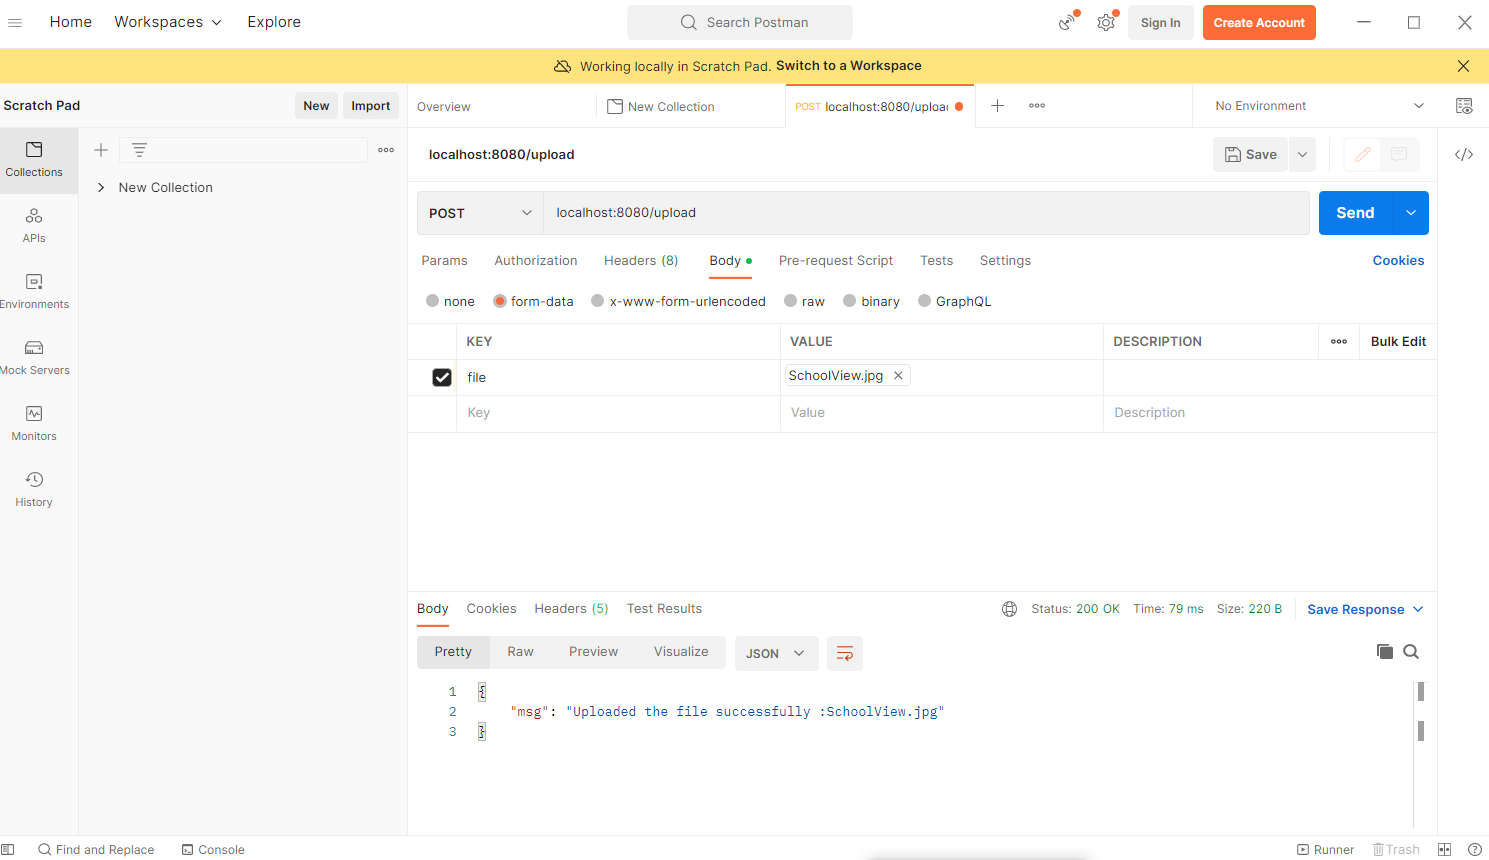 Home Workspaces Explore Search Postman Sign In Create Account
Working locally in Scratch Pad. Switch to a Workspace
Scratch Pad New Import
Overview New Collection POST localhost:8080/uploa No Environment
Collections
New Collection
APIs
Environments
Mock Servers
Monitors
History
localhost:8080/upload Save </>
POST localhost:8080/upload Send
Params Authorization Headers (8) Body Pre-request Script Tests Settings Cookies
none form-data x-www-form-urlencoded raw binary GraphQL
KEY VALUE DESCRIPTION Bulk Edit
file SchoolView.jpg
Key Value Description
Body Cookies Headers (5) Test Results Status: 200 OK Time: 79 ms Size: 220 B Save Response
Pretty Raw Preview Visualize JSON
1 {
2 "msg": "Uploaded the file successfully :SchoolView.jpg"
3 }
Find and Replace Console Runner Trash